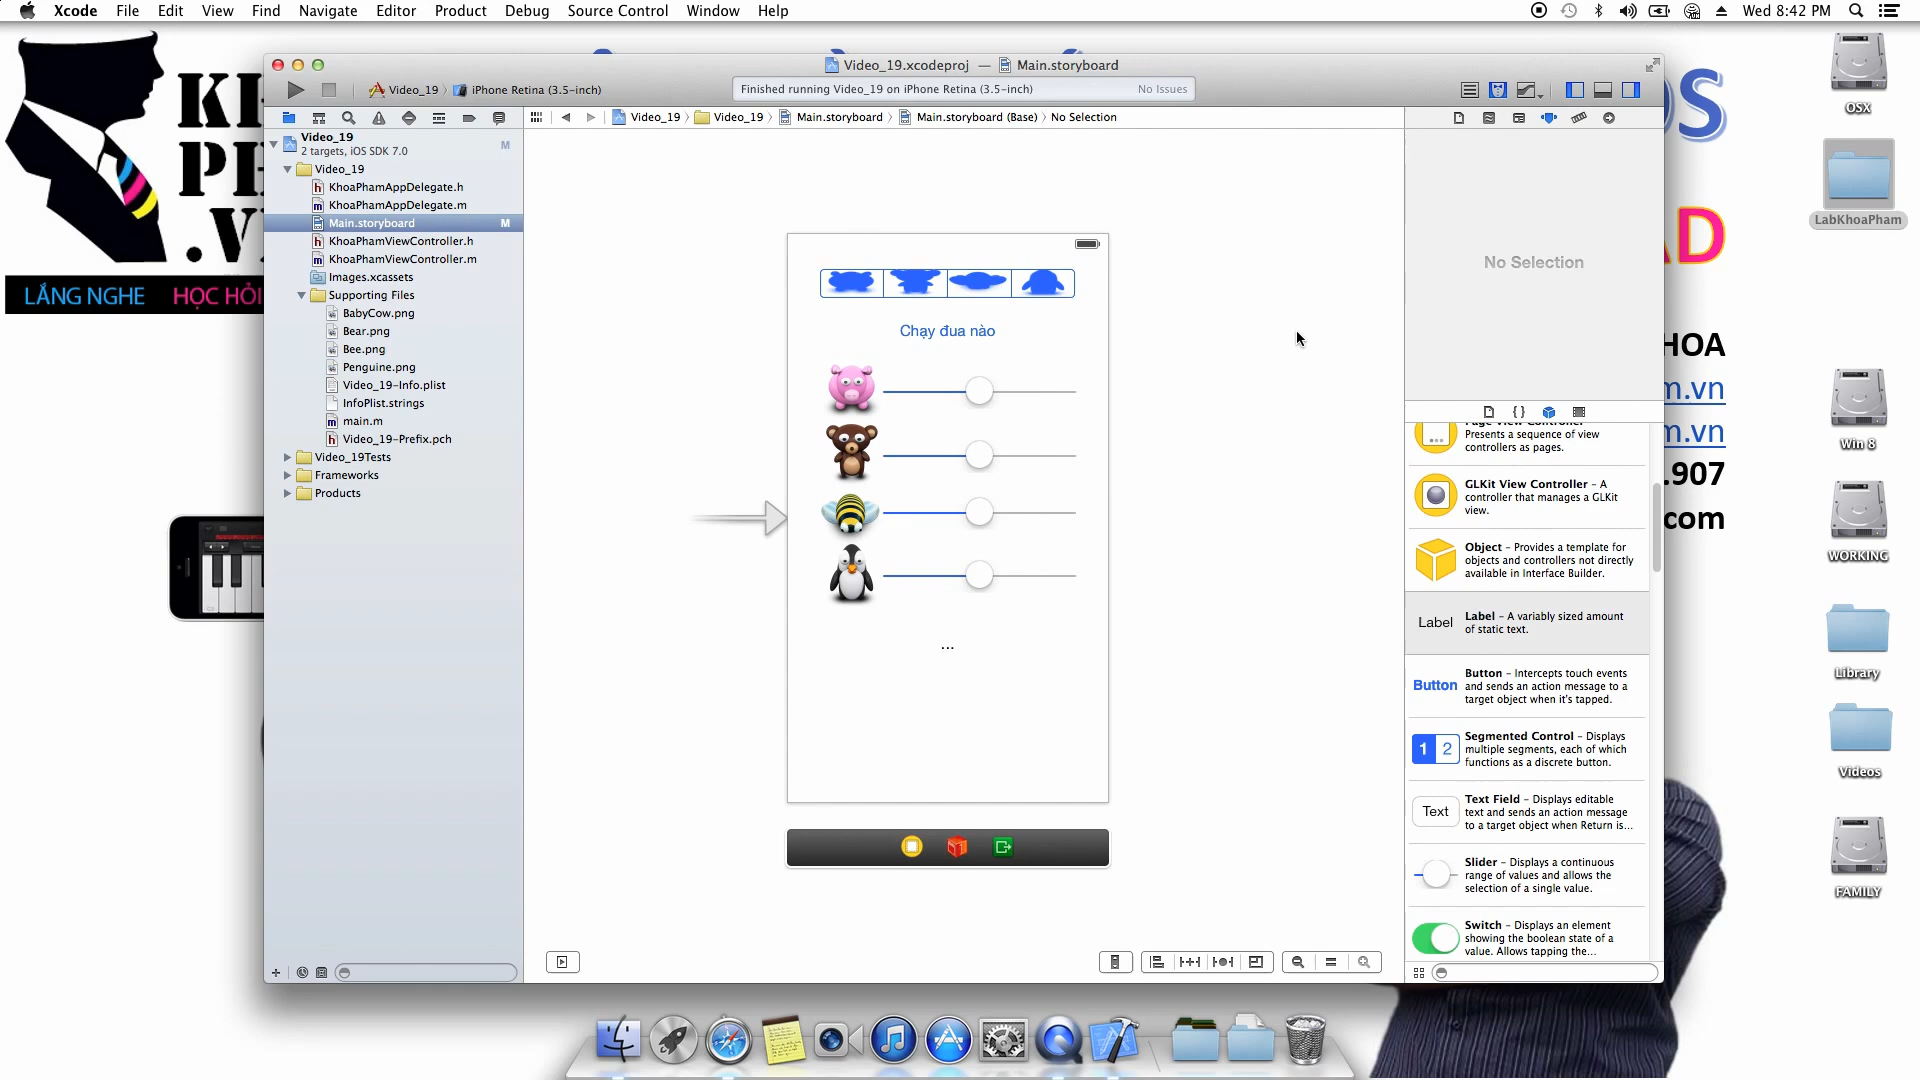 Xcode File Edit View Find Navigate Editor Product Debug Source Control Window Help Wed 8:42 PM
Video_19.xcodeproj — Main.storyboard
Video_19 iPhone Retina (3.5-inch)
Finished running Video_19 on iPhone Retina (3.5-inch) No Issues
Video_19 Video_19 Main.storyboard Main.storyboard (Base) No Selection
Video_19 M
2 targets, iOS SDK 7.0
Video_19
KhoaPhamAppDelegate.h
KhoaPhamAppDelegate.m
Main.storyboard M
KhoaPhamViewController.h
KhoaPhamViewController.m
Images.xcassets
Supporting Files
BabyCow.png
Bear.png
Bee.png
Penguine.png
Video_19-Info.plist
InfoPlist.strings
main.m
Video_19-Prefix.pch
Video_19Tests
Frameworks
Products
Chạy đua nào
...
No Selection
Presents a sequence of view
controllers as pages.
GLKit View Controller - A
controller that manages a GLKit
view.
Object - Provides a template for
objects and controllers not directly
available in Interface Builder.
Label
Label - A variably sized amount
of static text.
Button
Button - Intercepts touch events
and sends an action message to a
target object when it's tapped.
1 2
Segmented Control - Displays
multiple segments, each of which
functions as a discrete button.
Text
Text Field - Displays editable
text and sends an action message
to a target object when Return is...
Slider - Displays a continuous
range of values and allows the
selection of a single value.
Switch - Displays an element
showing the boolean state of a
value. Allows tapping the...
.V
LẮNG NGHE HỌC HỎI
S
D
HOA
.vn
.vn
.907
com
OSX
LabKhoaPham
Win 8
WORKING
Library
Videos
FAMILY